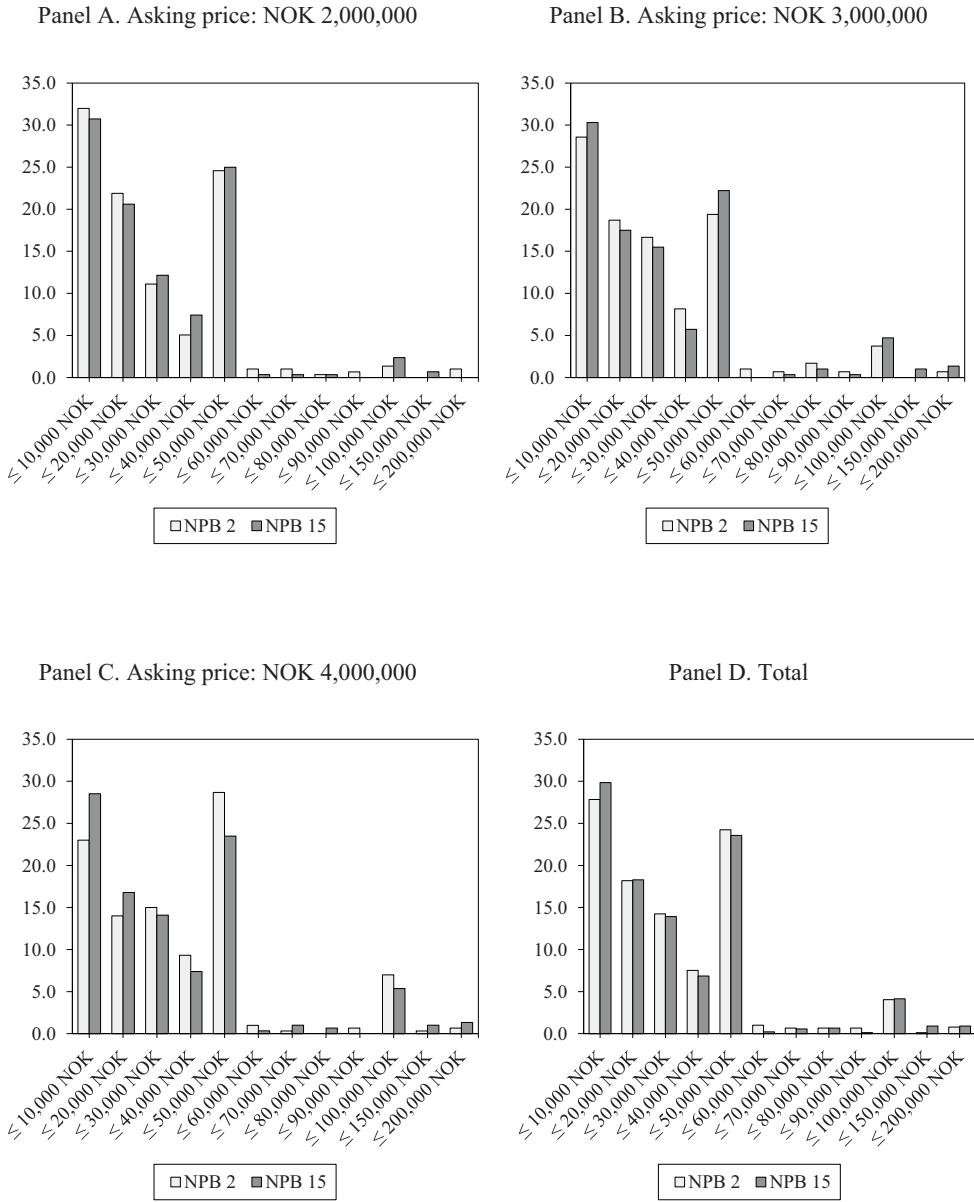 Panel A. Asking price: NOK 2,000,000
35.0
30.0
25.0
20.0
15.0
10.0
5.0
0.0
≤ 10,000 NOK
≤ 20,000 NOK
≤ 30,000 NOK
≤ 40,000 NOK
≤ 50,000 NOK
≤ 60,000 NOK
≤ 70,000 NOK
≤ 80,000 NOK
≤ 90,000 NOK
≤ 100,000 NOK
≤ 150,000 NOK
≤ 200,000 NOK
NPB 2 NPB 15
Panel B. Asking price: NOK 3,000,000
35.0
30.0
25.0
20.0
15.0
10.0
5.0
0.0
≤ 10,000 NOK
≤ 20,000 NOK
≤ 30,000 NOK
≤ 40,000 NOK
≤ 50,000 NOK
≤ 60,000 NOK
≤ 70,000 NOK
≤ 80,000 NOK
≤ 90,000 NOK
≤ 100,000 NOK
≤ 150,000 NOK
≤ 200,000 NOK
NPB 2 NPB 15
Panel C. Asking price: NOK 4,000,000
35.0
30.0
25.0
20.0
15.0
10.0
5.0
0.0
≤ 10,000 NOK
≤ 20,000 NOK
≤ 30,000 NOK
≤ 40,000 NOK
≤ 50,000 NOK
≤ 60,000 NOK
≤ 70,000 NOK
≤ 80,000 NOK
≤ 90,000 NOK
≤ 100,000 NOK
≤ 150,000 NOK
≤ 200,000 NOK
NPB 2 NPB 15
Panel D. Total
35.0
30.0
25.0
20.0
15.0
10.0
5.0
0.0
≤ 10,000 NOK
≤ 20,000 NOK
≤ 30,000 NOK
≤ 40,000 NOK
≤ 50,000 NOK
≤ 60,000 NOK
≤ 70,000 NOK
≤ 80,000 NOK
≤ 90,000 NOK
≤ 100,000 NOK
≤ 150,000 NOK
≤ 200,000 NOK
NPB 2 NPB 15